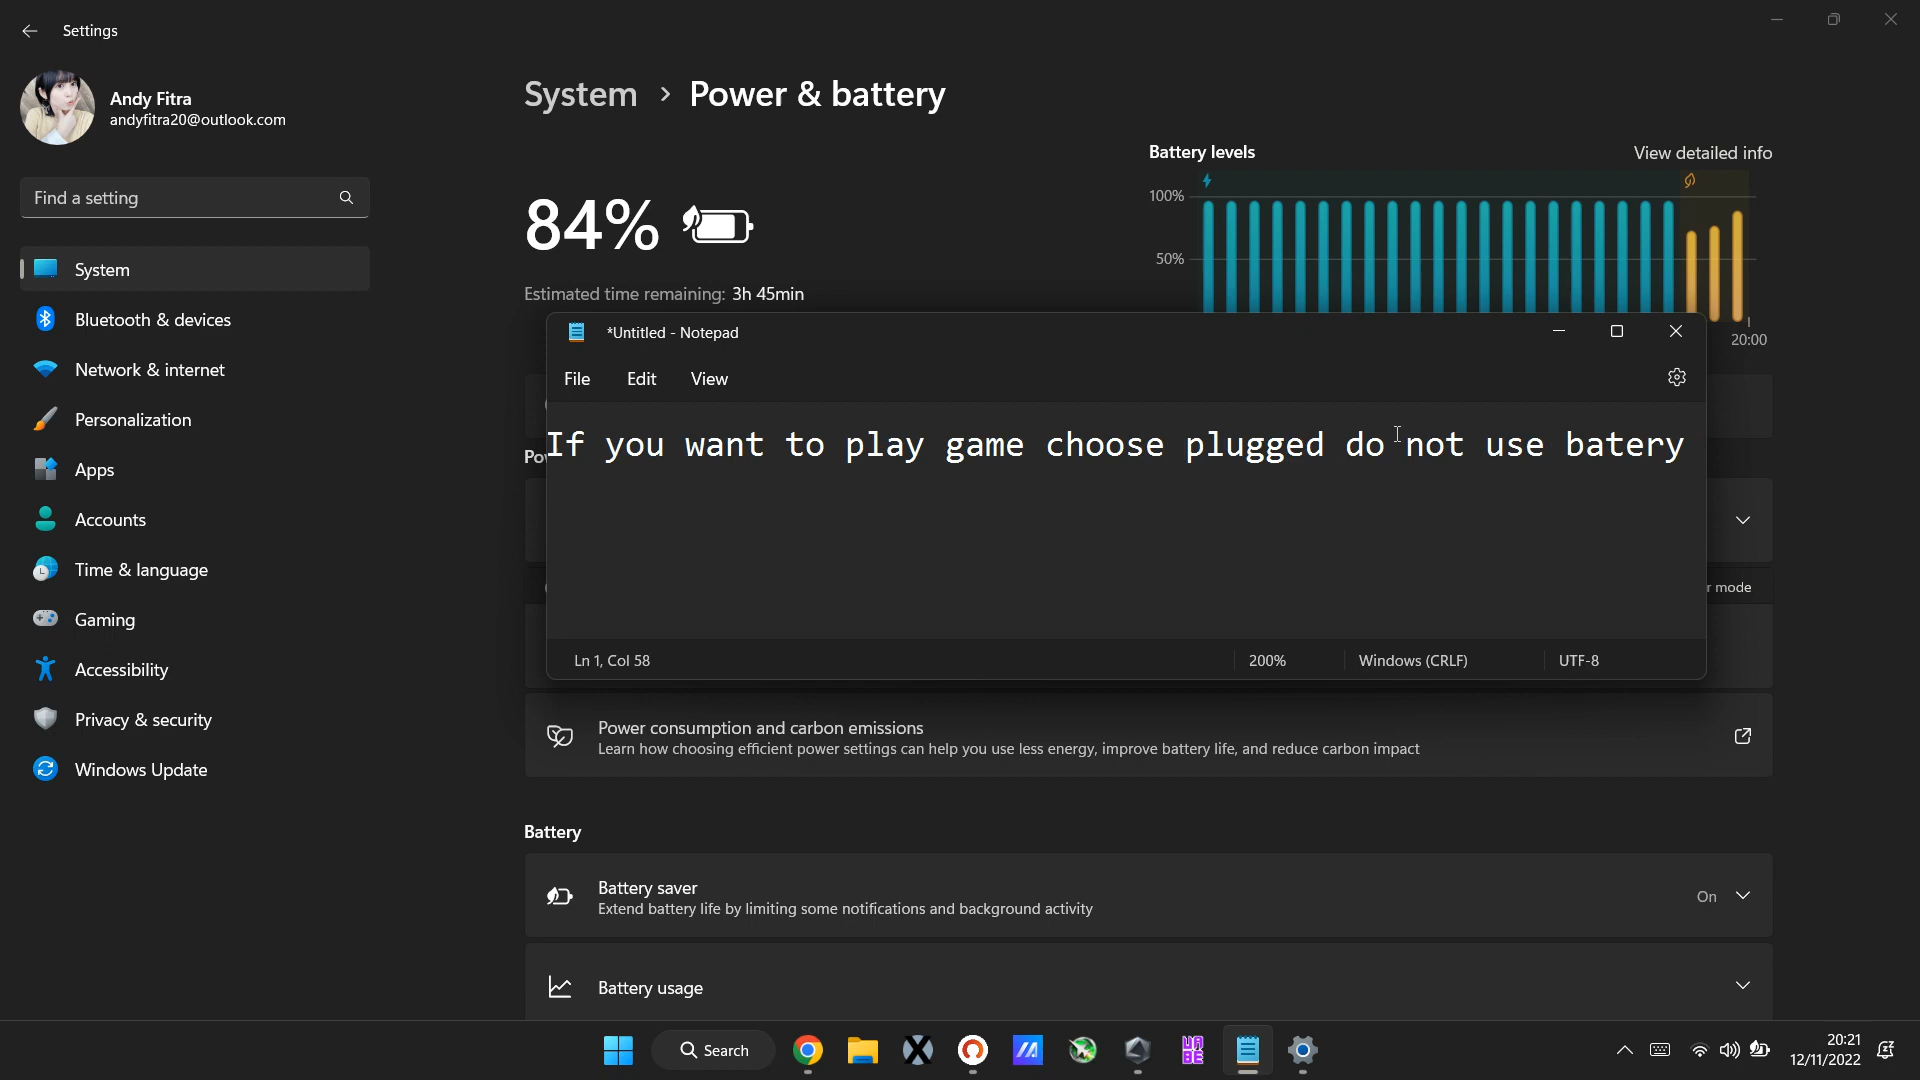 Settings
Andy Fitra
andyfitra20@outlook.com
Find a setting
System
Bluetooth & devices
Network & internet
Personalization
Apps
Accounts
Time & language
Gaming
Accessibility
Privacy & security
Windows Update
System > Power & battery
84%
Estimated time remaining: 3h 45min
Battery levels
View detailed info
100%
50%
20:00
*Untitled - Notepad
File Edit View
If you want to play game choose plugged do not use batery
Ln 1, Col 58
200%
Windows (CRLF)
UTF-8
mode
Power consumption and carbon emissions
Learn how choosing efficient power settings can help you use less energy, improve battery life, and reduce carbon impact
Battery
Battery saver
Extend battery life by limiting some notifications and background activity
On
Battery usage
Search
UABE
20:21
12/11/2022